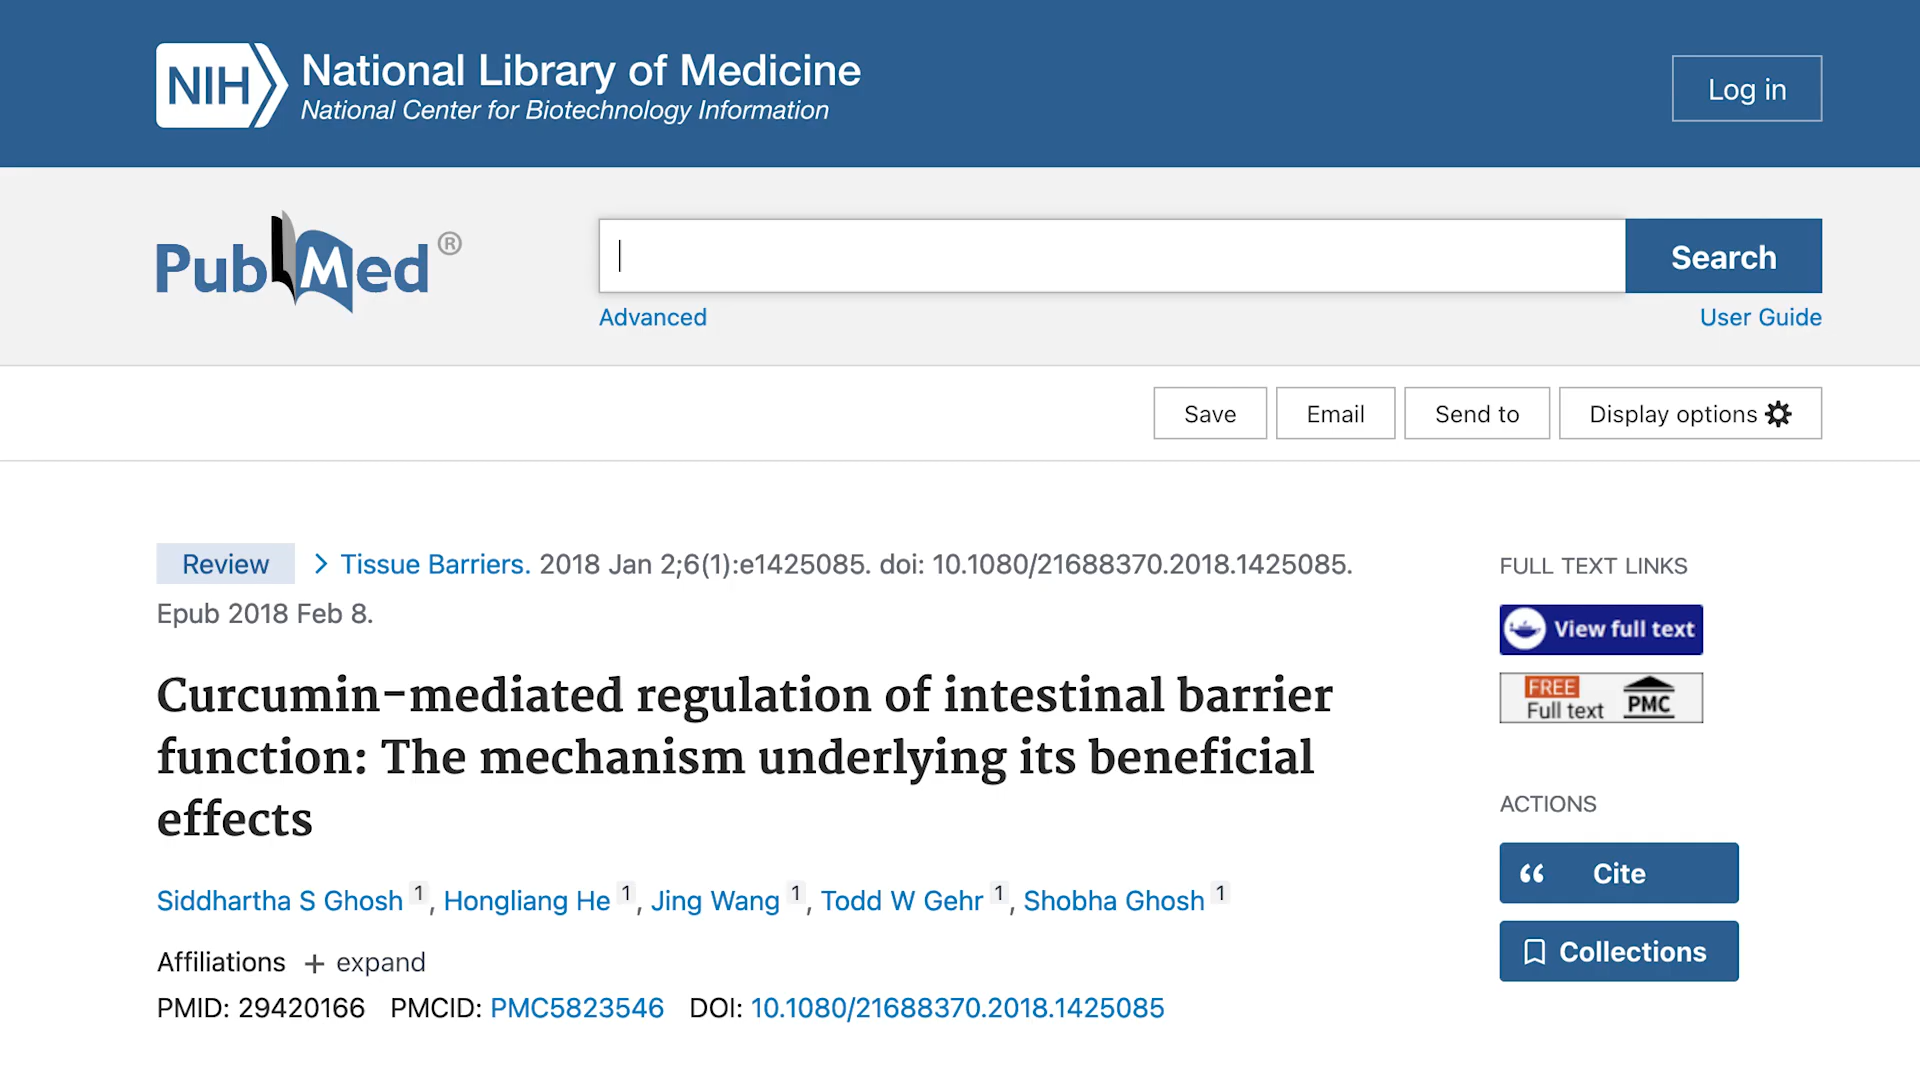 NIH National Library of Medicine
National Center for Biotechnology Information
Log in
PubMed®
Search
Advanced
User Guide
Save
Email
Send to
Display options
Review
Tissue Barriers. 2018 Jan 2;6(1):e1425085. doi: 10.1080/21688370.2018.1425085.
Epub 2018 Feb 8.
Curcumin-mediated regulation of intestinal barrier
function: The mechanism underlying its beneficial
effects
Siddhartha S Ghosh 1, Hongliang He 1, Jing Wang 1, Todd W Gehr 1, Shobha Ghosh 1
Affiliations + expand
PMID: 29420166 PMCID: PMC5823546 DOI: 10.1080/21688370.2018.1425085
FULL TEXT LINKS
View full text
FREE
Full text PMC
ACTIONS
“ Cite
Collections